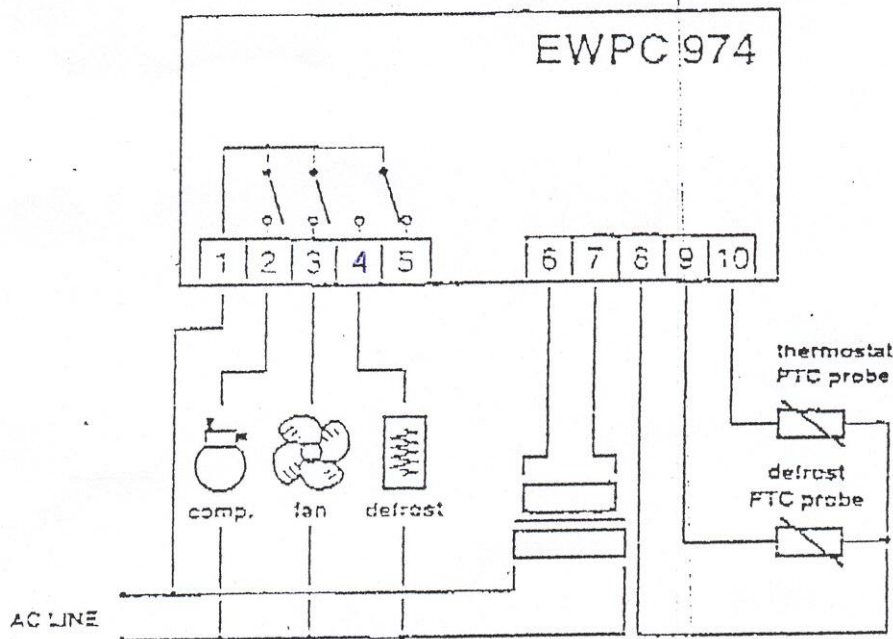 EWPC 974
1 2 3 4 5 6 7 8 9 10
thermostat
PTC probe
defrost
PTC probe
comp. fan defrost
AC LINE